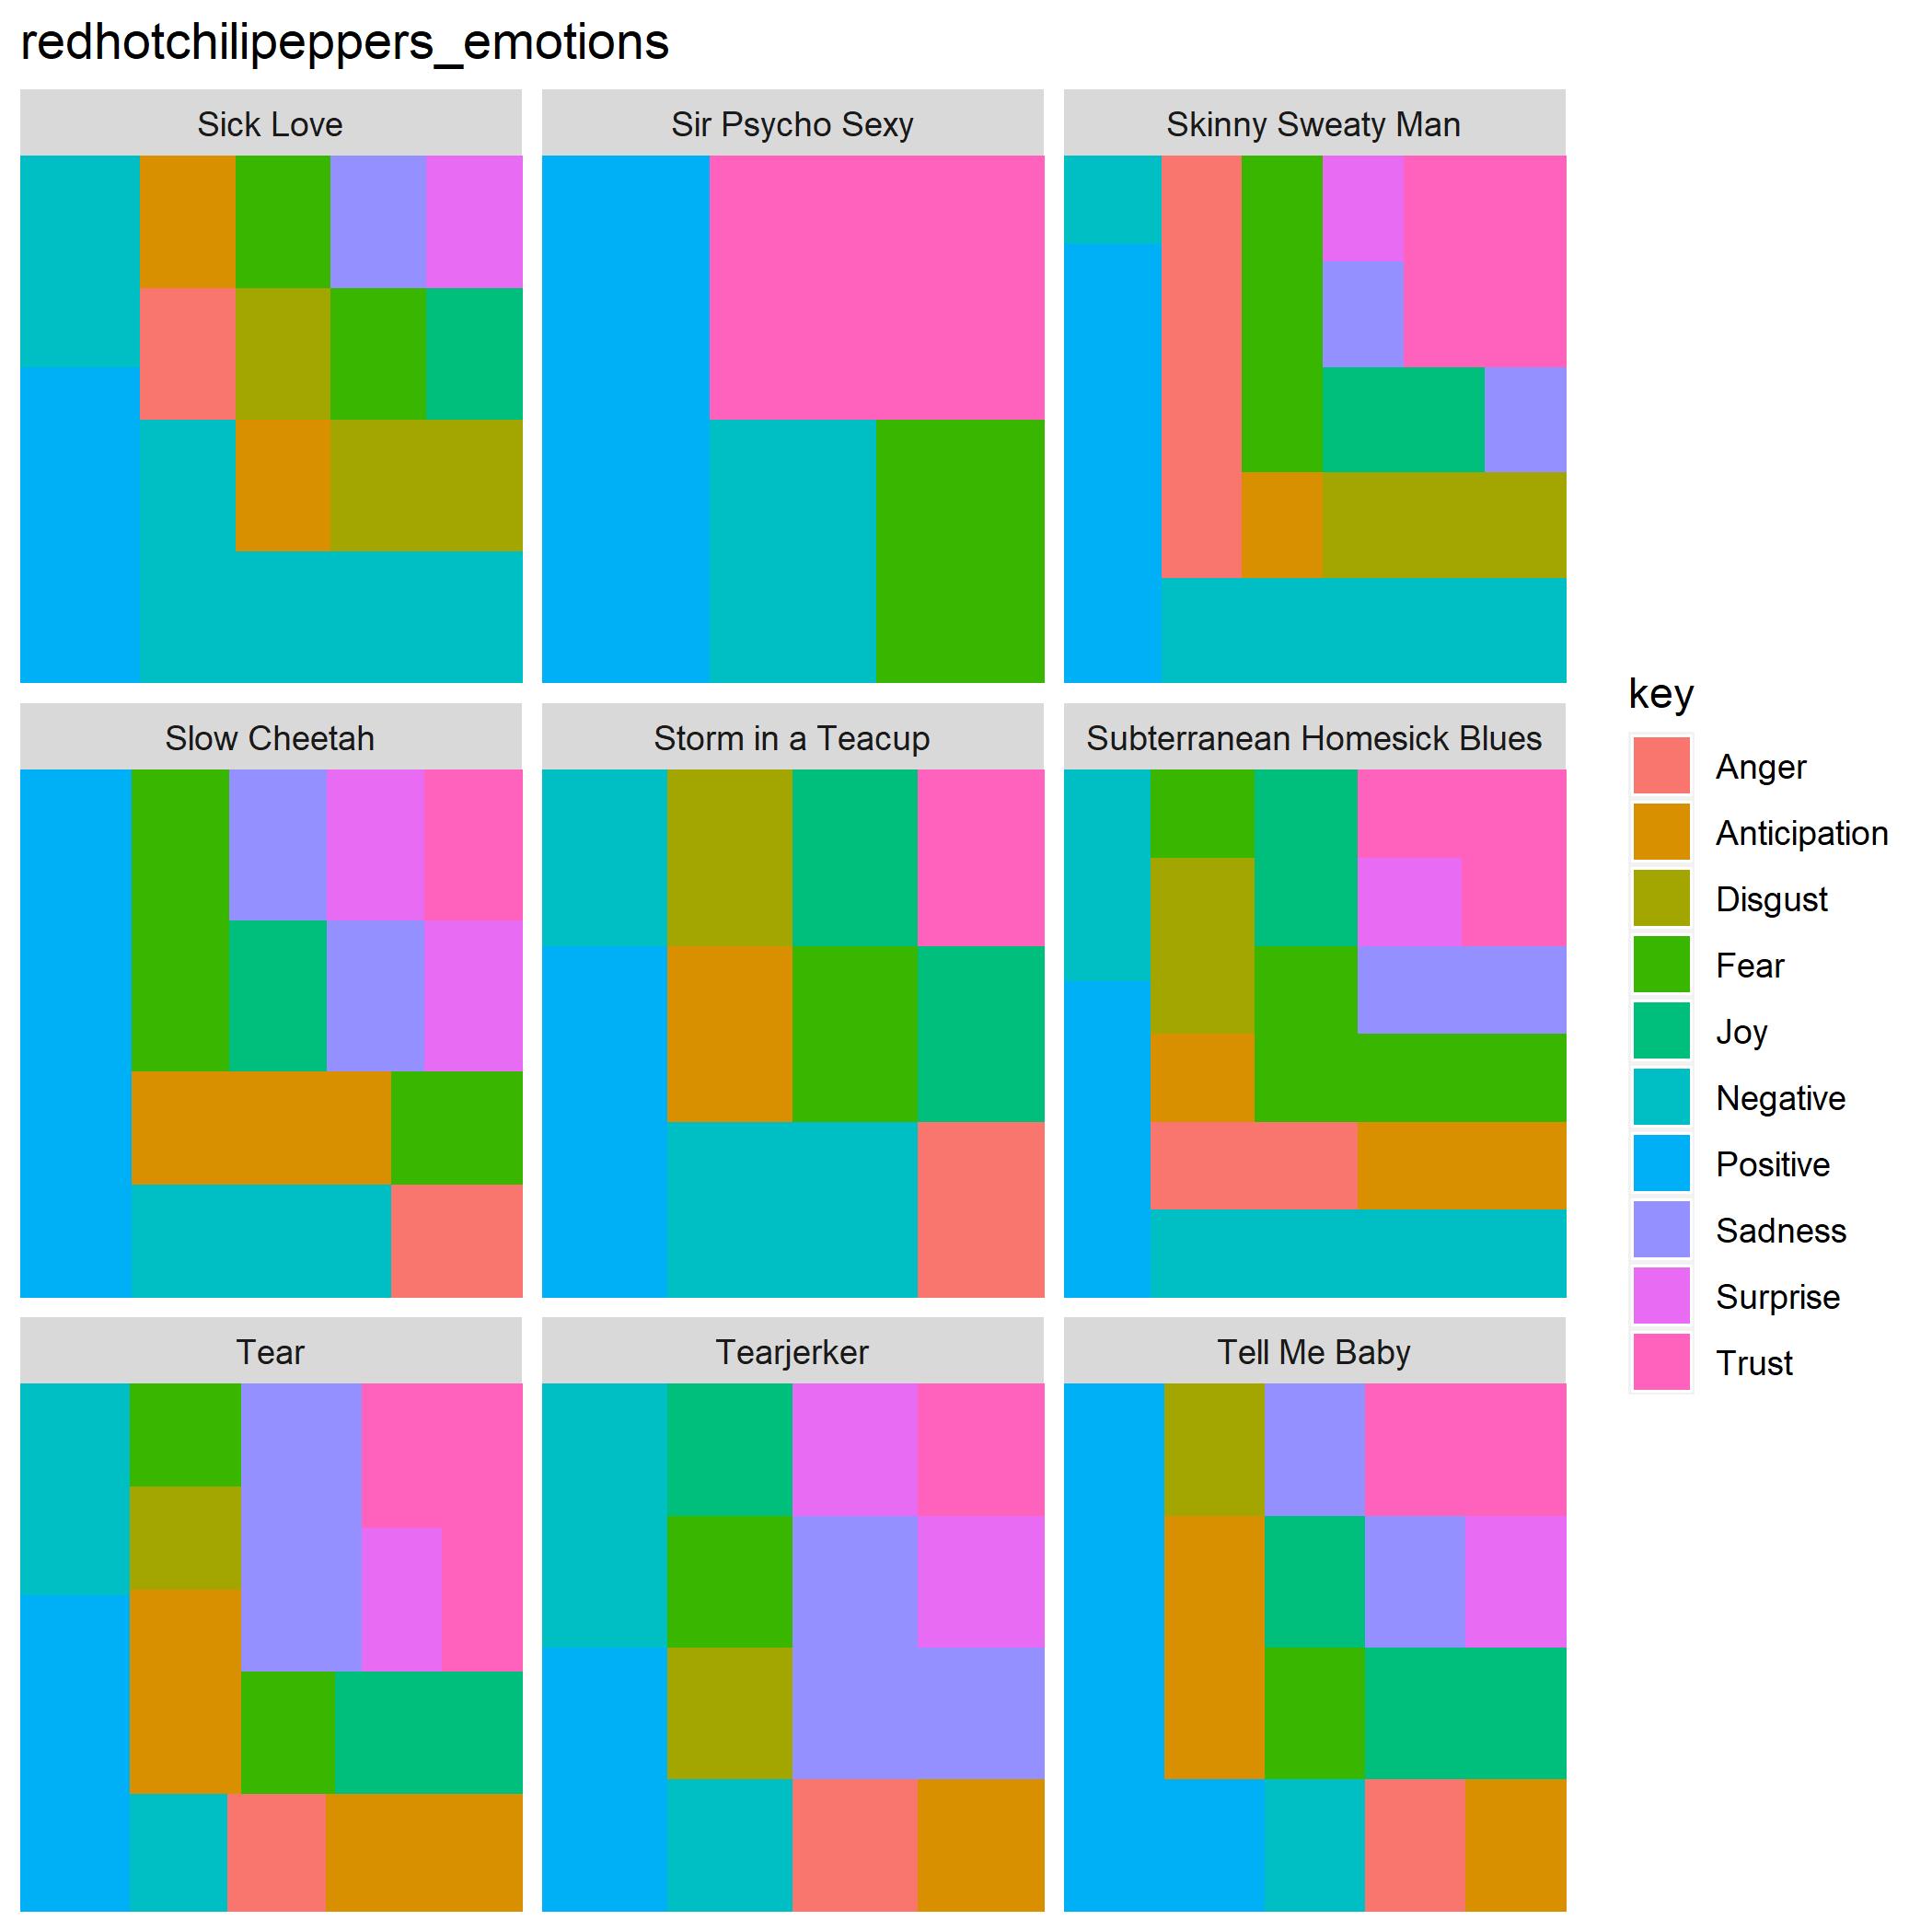 redhotchilipeppers_emotions
Sick Love
Sir Psycho Sexy
Skinny Sweaty Man
Slow Cheetah
Storm in a Teacup
Subterranean Homesick Blues
Tear
Tearjerker
Tell Me Baby
key
Anger
Anticipation
Disgust
Fear
Joy
Negative
Positive
Sadness
Surprise
Trust